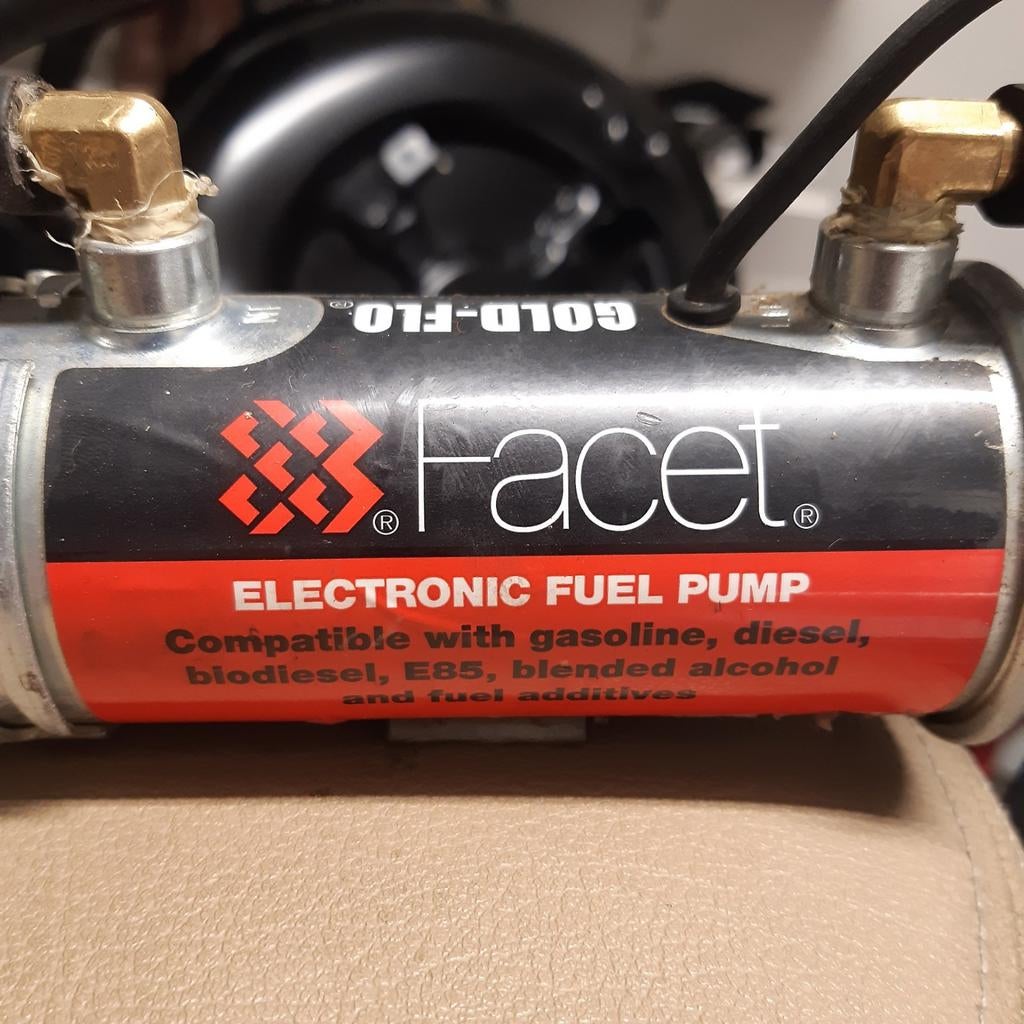 GOLD-FLO®
Facet®
®
ELECTRONIC FUEL PUMP
Compatible with gasoline, diesel,
biodiesel, E85, blended alcohol
and fuel additives